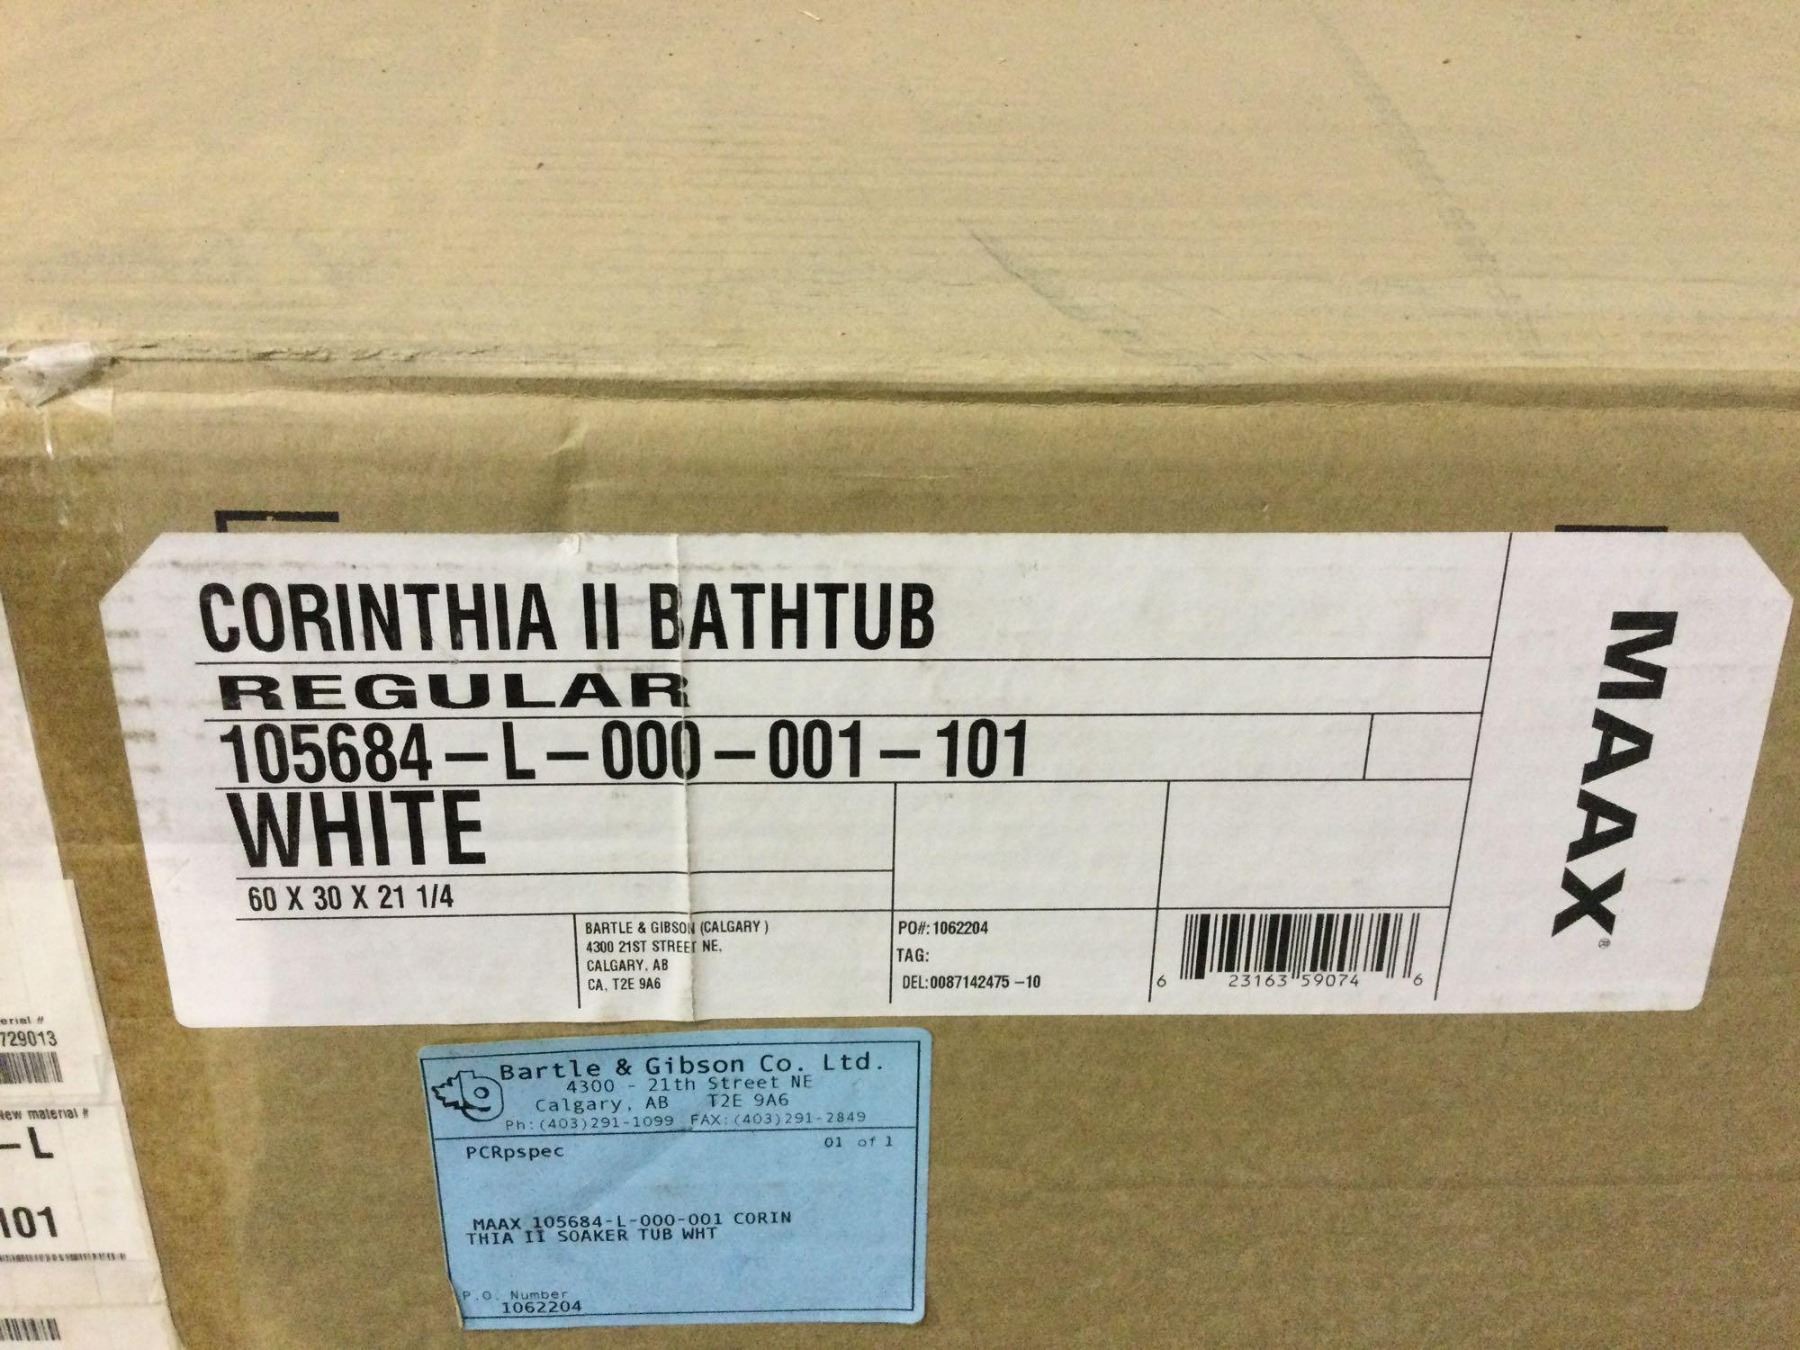 CORINTHIA II BATHTUB
REGULAR
105684-L-000-001-101
WHITE
60 X 30 X 21 1/4
BARTLE & GIBSON (CALGARY )
4300 21ST STREET NE,
CALGARY, AB
CA, T2E 9A6
PO#: 1062204
TAG:
DEL:0087142475 -10
6 23163 59074 6
MAAX®
Bartle & Gibson Co. Ltd.
4300 - 21th Street NE
Calgary, AB T2E 9A6
Ph:(403)291-1099 FAX:(403)291-2849
PCRpspec 01 of 1
MAAX 105684-L-000-001 CORIN
THIA II SOAKER TUB WHT
P.O. Number
1062204
729013
New material #
-L
101